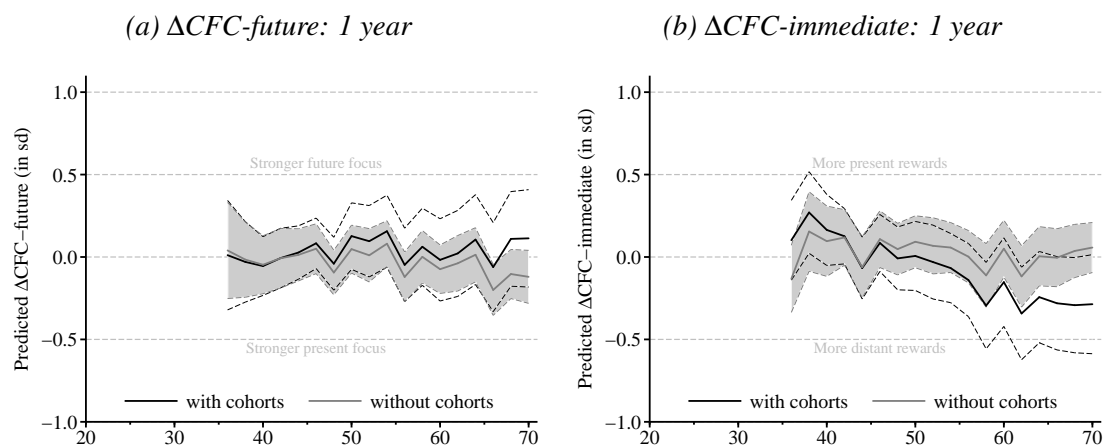 (a) ΔCFC-future: 1 year
(b) ΔCFC-immediate: 1 year
Predicted ΔCFC−future (in sd)
1.0
0.5
0.0
−0.5
−1.0
Stronger future focus
Stronger present focus
with cohorts
without cohorts
20 30 40 50 60 70
Predicted ΔCFC−immediate (in sd)
1.0
0.5
0.0
−0.5
−1.0
More present rewards
More distant rewards
with cohorts
without cohorts
20 30 40 50 60 70